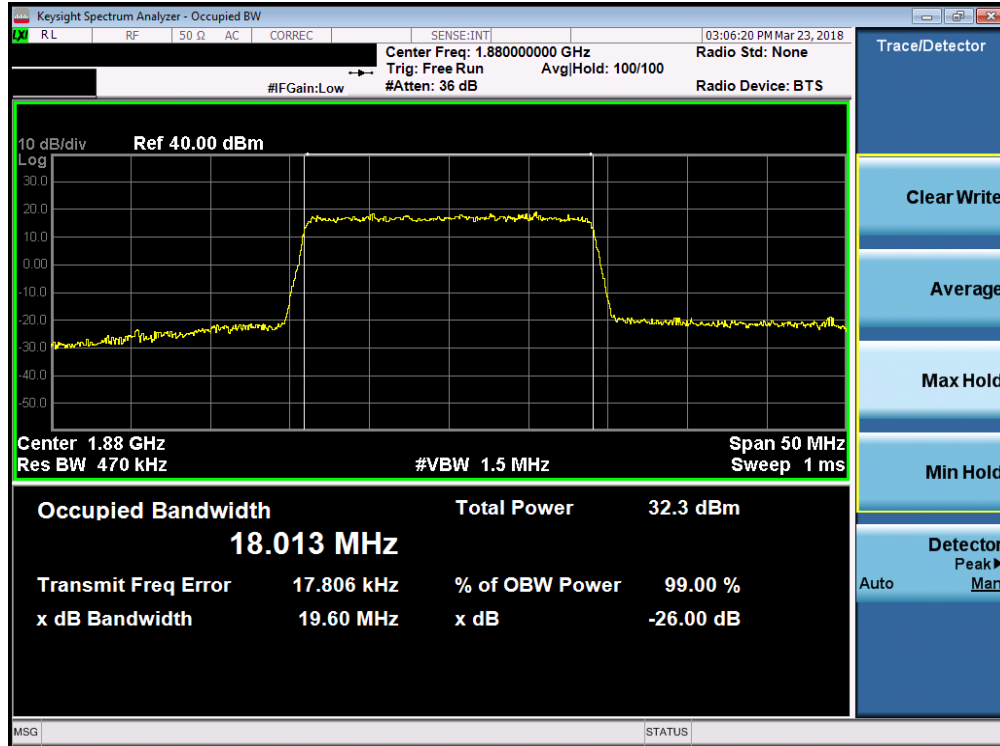 Keysight Spectrum Analyzer - Occupied BW
LXI RL RF 50 Ω AC CORREC SENSE:INT 03:06:20 PM Mar 23, 2018
Center Freq: 1.880000000 GHz Radio Std: None
Trig: Free Run Avg|Hold: 100/100
#IFGain:Low #Atten: 36 dB Radio Device: BTS
Trace/Detector
10 dB/div Ref 40.00 dBm
Log
30.0
20.0
10.0
0.00
-10.0
-20.0
-30.0
-40.0
-50.0
Center 1.88 GHz Span 50 MHz
Res BW 470 kHz #VBW 1.5 MHz Sweep 1 ms
Occupied Bandwidth Total Power 32.3 dBm
18.013 MHz
Transmit Freq Error 17.806 kHz % of OBW Power 99.00 %
x dB Bandwidth 19.60 MHz x dB -26.00 dB
Clear Write
Average
Max Hold
Min Hold
Detector
Peak▶
Auto Man
MSG STATUS